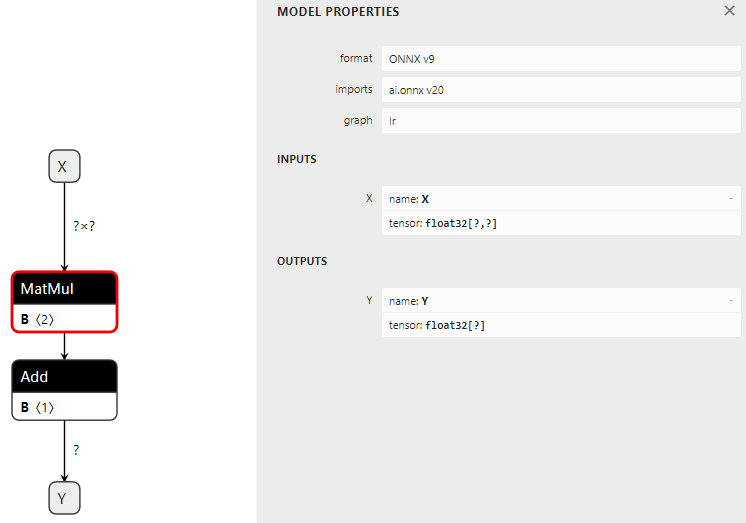 X
?×?
MatMul
B ⟨2⟩
Add
B ⟨1⟩
?
Y
MODEL PROPERTIES ×
format ONNX v9
imports ai.onnx v20
graph lr
INPUTS
X name: X -
tensor: float32[?,?]
OUTPUTS
Y name: Y -
tensor: float32[?]